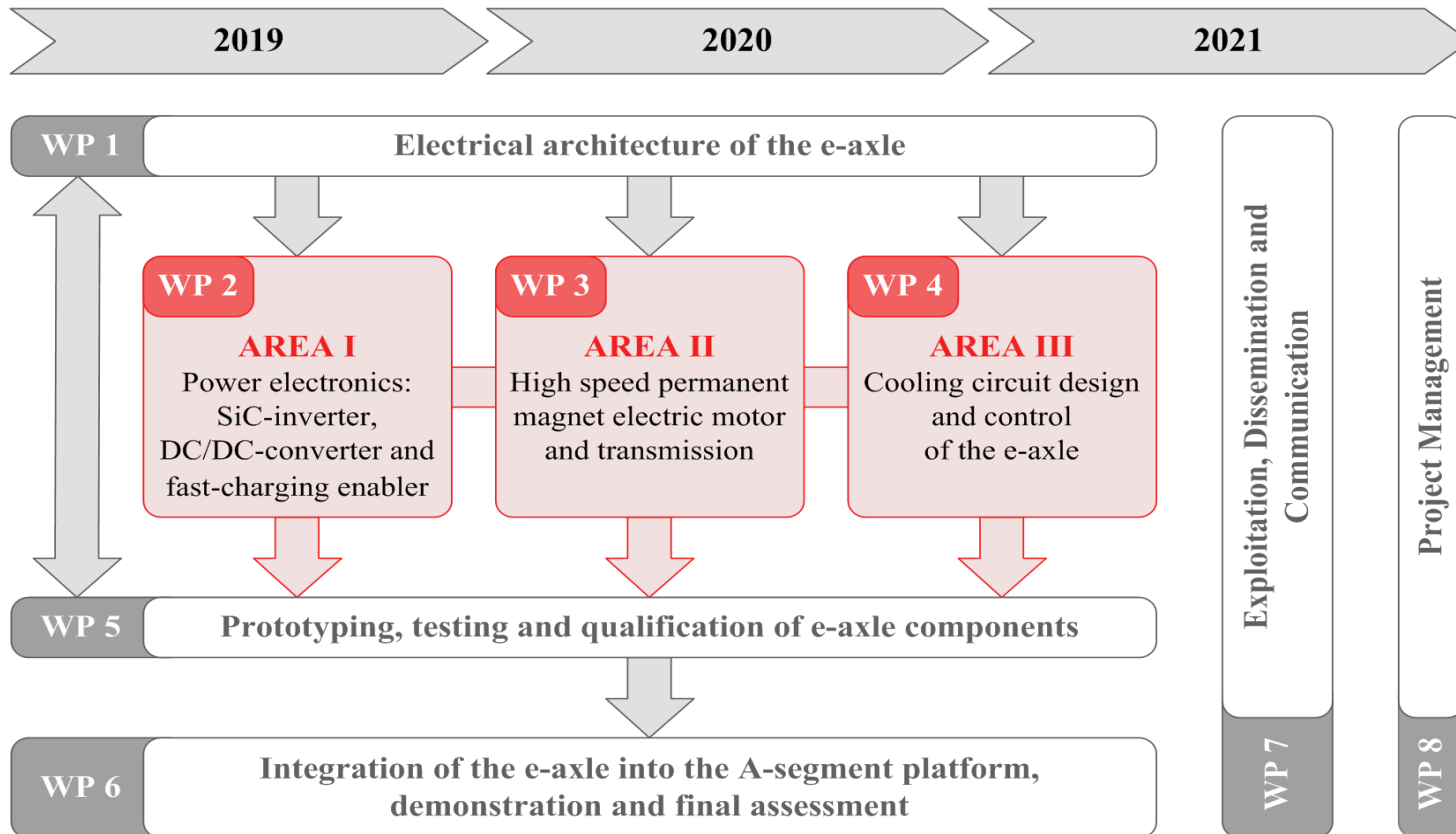 2019
2020
2021
WP 1
Electrical architecture of the e-axle
WP 2
AREA I
Power electronics:
SiC-inverter,
DC/DC-converter and
fast-charging enabler
WP 3
AREA II
High speed permanent
magnet electric motor
and transmission
WP 4
AREA III
Cooling circuit design
and control
of the e-axle
WP 5
Prototyping, testing and qualification of e-axle components
WP 6
Integration of the e-axle into the A-segment platform,
demonstration and final assessment
WP 7
Exploitation, Dissemination and
Communication
WP 8
Project Management